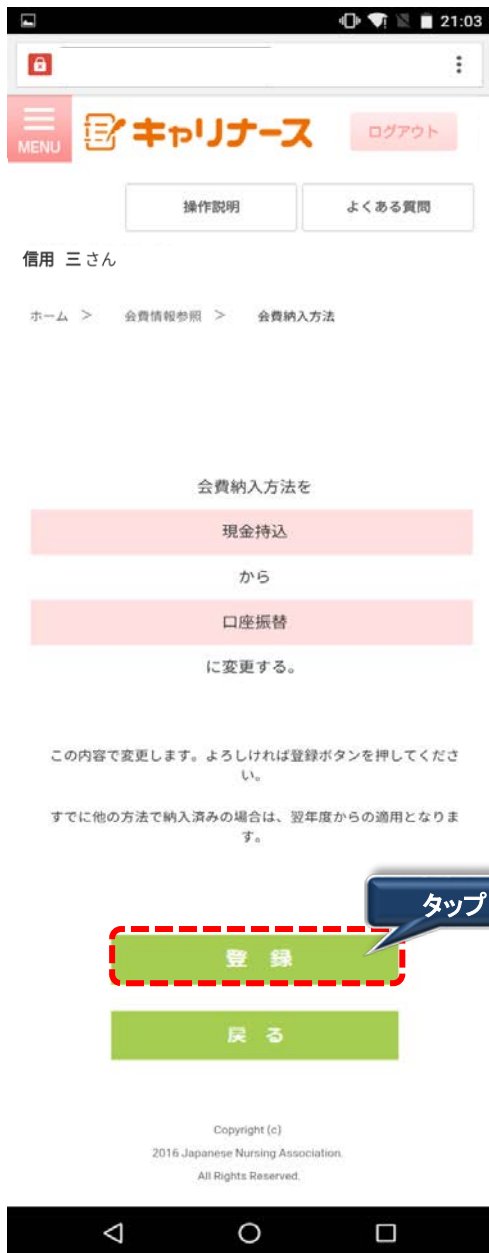 21:03
MENU
キャリナース
ログアウト
操作説明
よくある質問
信用 三さん
ホーム > 会費情報参照 > 会費納入方法
会費納入方法を
現金持込
から
口座振替
に変更する。
この内容で変更します。よろしければ登録ボタンを押してくださ
い。
すでに他の方法で納入済みの場合は、翌年度からの適用となりま
す。
タップ
登 録
戻 る
Copyright (c)
2016 Japanese Nursing Association.
All Rights Reserved.